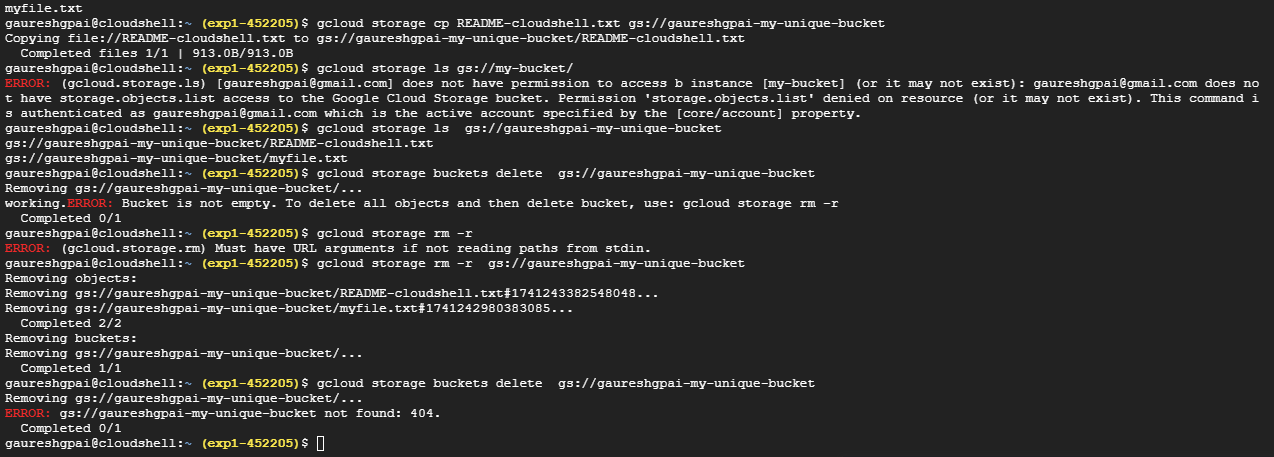 myfile.txt
gaureshgpai@cloudshell:~ (exp1-452205)$ gcloud storage cp README-cloudshell.txt gs://gaureshgpai-my-unique-bucket
Copying file://README-cloudshell.txt to gs://gaureshgpai-my-unique-bucket/README-cloudshell.txt
  Completed files 1/1 | 913.0B/913.0B
gaureshgpai@cloudshell:~ (exp1-452205)$ gcloud storage ls gs://my-bucket/
ERROR: (gcloud.storage.ls) [gaureshgpai@gmail.com] does not have permission to access b instance [my-bucket] (or it may not exist): gaureshgpai@gmail.com does no
t have storage.objects.list access to the Google Cloud Storage bucket. Permission 'storage.objects.list' denied on resource (or it may not exist). This command i
s authenticated as gaureshgpai@gmail.com which is the active account specified by the [core/account] property.
gaureshgpai@cloudshell:~ (exp1-452205)$ gcloud storage ls  gs://gaureshgpai-my-unique-bucket
gs://gaureshgpai-my-unique-bucket/README-cloudshell.txt
gs://gaureshgpai-my-unique-bucket/myfile.txt
gaureshgpai@cloudshell:~ (exp1-452205)$ gcloud storage buckets delete  gs://gaureshgpai-my-unique-bucket
Removing gs://gaureshgpai-my-unique-bucket/...
working.ERROR: Bucket is not empty. To delete all objects and then delete bucket, use: gcloud storage rm -r
  Completed 0/1
gaureshgpai@cloudshell:~ (exp1-452205)$ gcloud storage rm -r
ERROR: (gcloud.storage.rm) Must have URL arguments if not reading paths from stdin.
gaureshgpai@cloudshell:~ (exp1-452205)$ gcloud storage rm -r  gs://gaureshgpai-my-unique-bucket
Removing objects:
Removing gs://gaureshgpai-my-unique-bucket/README-cloudshell.txt#1741243382548048...
Removing gs://gaureshgpai-my-unique-bucket/myfile.txt#1741242980383085...
  Completed 2/2
Removing buckets:
Removing gs://gaureshgpai-my-unique-bucket/...
  Completed 1/1
gaureshgpai@cloudshell:~ (exp1-452205)$ gcloud storage buckets delete  gs://gaureshgpai-my-unique-bucket
Removing gs://gaureshgpai-my-unique-bucket/...
ERROR: gs://gaureshgpai-my-unique-bucket not found: 404.
  Completed 0/1
gaureshgpai@cloudshell:~ (exp1-452205)$